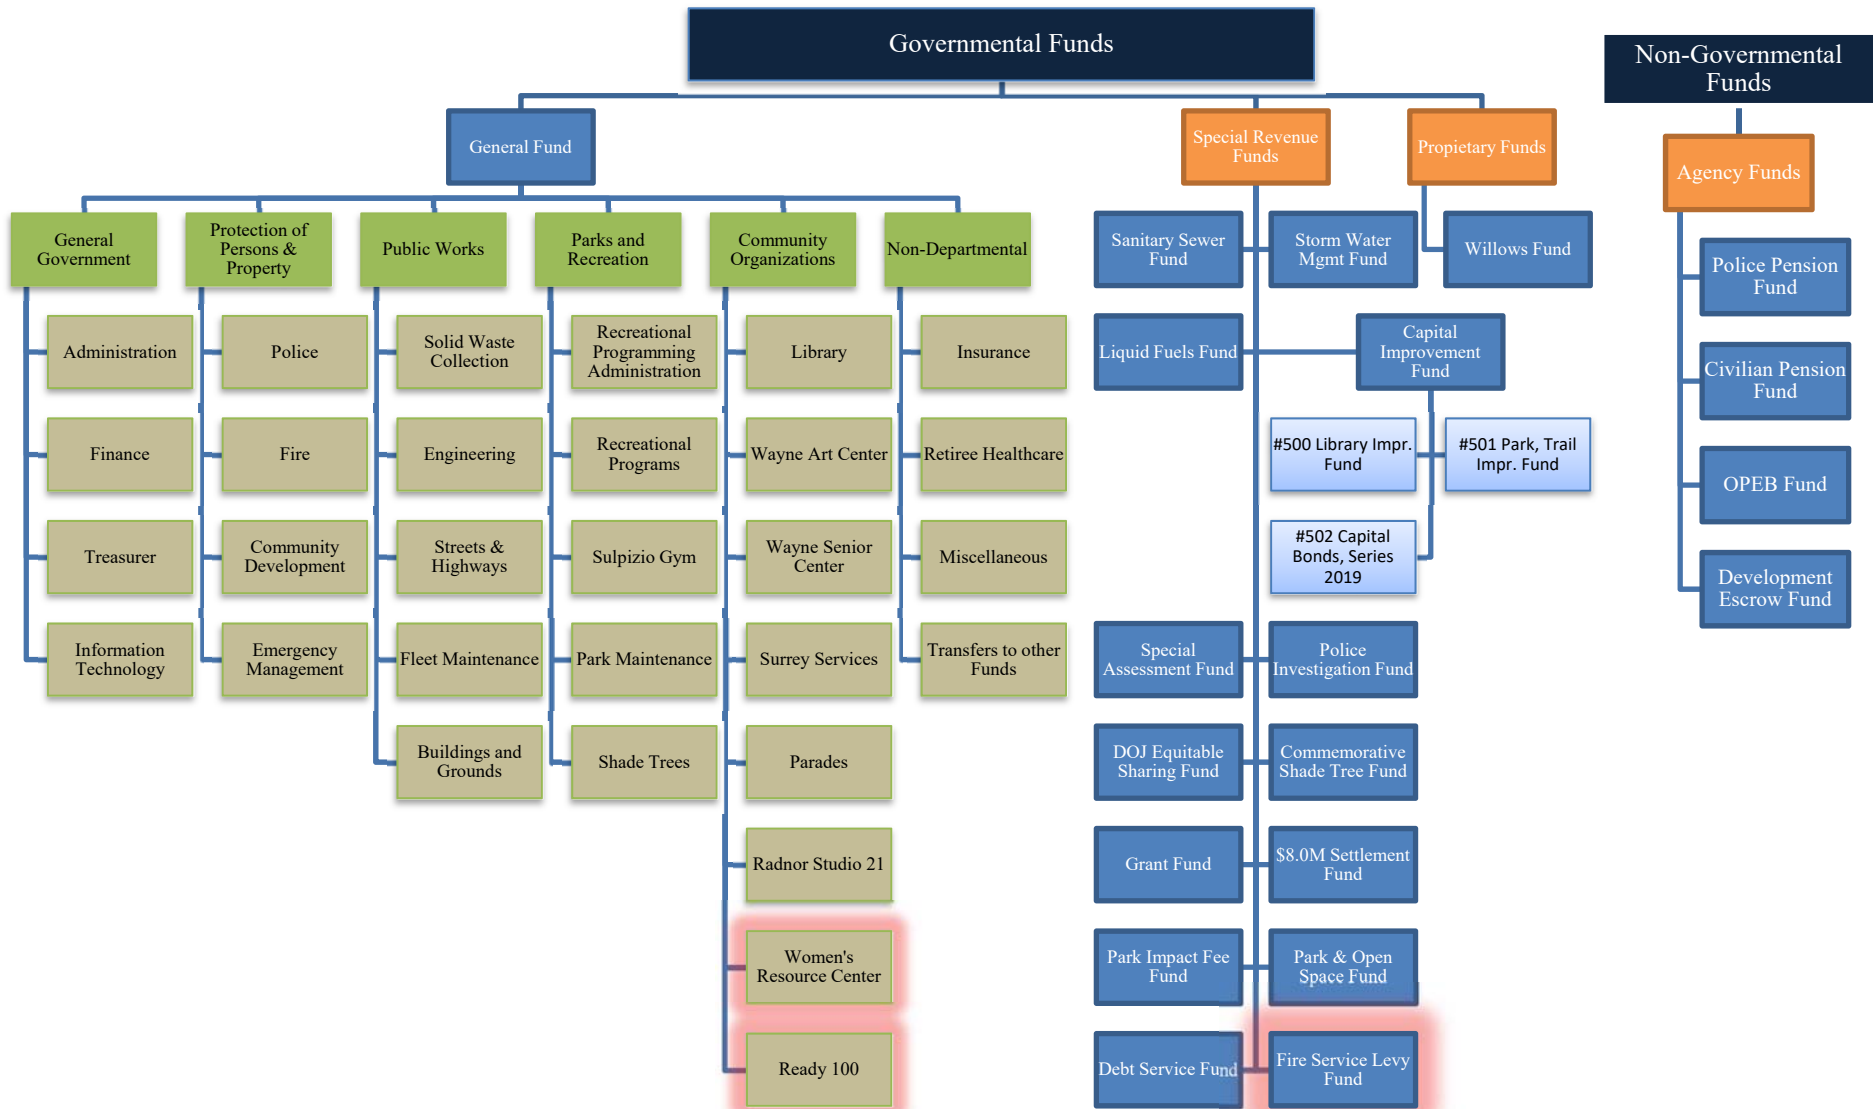 Governmental Funds
Non-Governmental
Funds
General Fund
Special Revenue
Funds
Propietary Funds
Agency Funds
General
Government
Protection of
Persons &
Property
Public Works
Parks and
Recreation
Community
Organizations
Non-Departmental
Sanitary Sewer
Fund
Storm Water
Mgmt Fund
Willows Fund
Police Pension
Fund
Administration
Police
Solid Waste
Collection
Recreational
Programming
Administration
Library
Insurance
Liquid Fuels Fund
Capital
Improvement
Fund
Civilian Pension
Fund
Finance
Fire
Engineering
Recreational
Programs
Wayne Art Center
Retiree Healthcare
#500 Library Impr.
Fund
#501 Park, Trail
Impr. Fund
OPEB Fund
Treasurer
Community
Development
Streets &
Highways
Sulpizio Gym
Wayne Senior
Center
Miscellaneous
#502 Capital
Bonds, Series
2019
Development
Escrow Fund
Information
Technology
Emergency
Management
Fleet Maintenance
Park Maintenance
Surrey Services
Transfers to other
Funds
Special
Assessment Fund
Police
Investigation Fund
Buildings and
Grounds
Shade Trees
Parades
DOJ Equitable
Sharing Fund
Commemorative
Shade Tree Fund
Radnor Studio 21
Grant Fund
$8.0M Settlement
Fund
Women's
Resource Center
Park Impact Fee
Fund
Park & Open
Space Fund
Ready 100
Debt Service Fund
Fire Service Levy
Fund